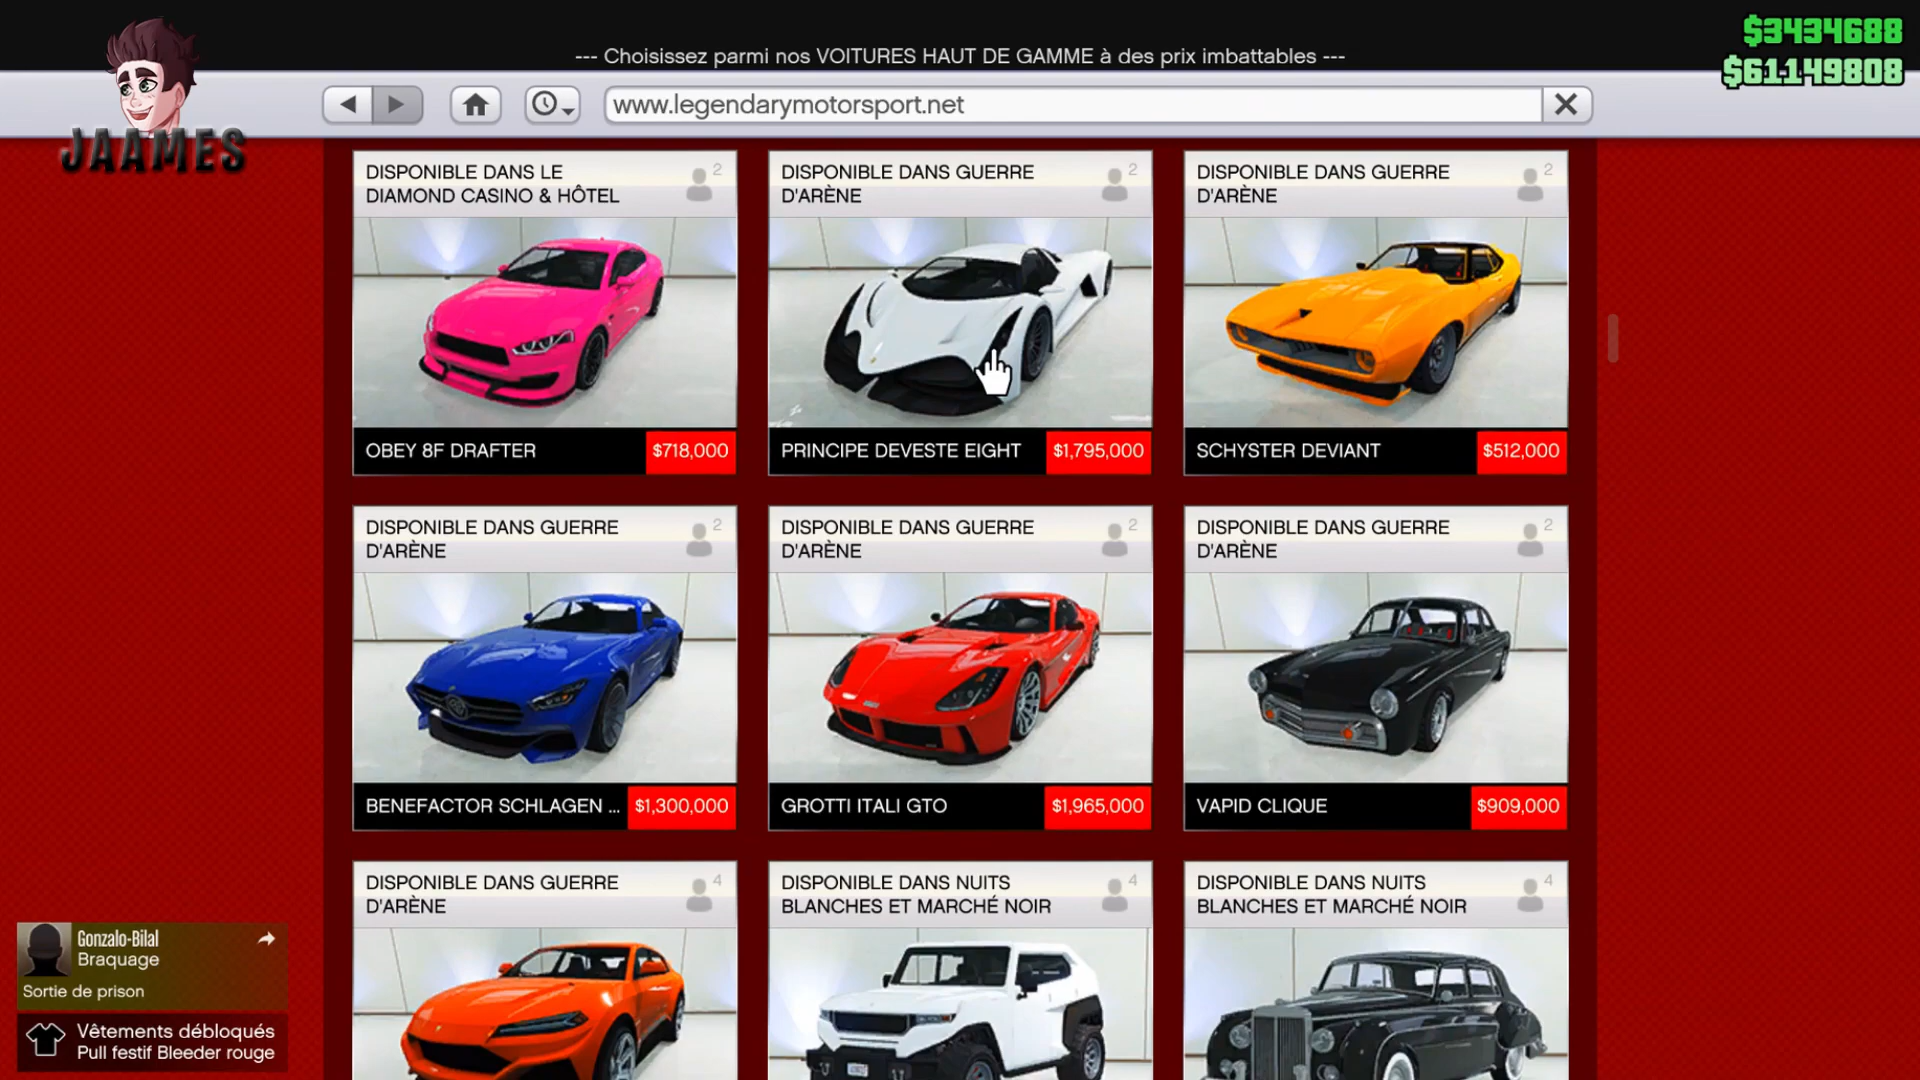 $3434688
$61149808
--- Choisissez parmi nos VOITURES HAUT DE GAMME à des prix imbattables ---
JAAMES
www.legendarymotorsport.net
DISPONIBLE DANS LE
DIAMOND CASINO & HÔTEL
2
DISPONIBLE DANS GUERRE
D'ARÈNE
2
DISPONIBLE DANS GUERRE
D'ARÈNE
2
OBEY 8F DRAFTER
$718,000
PRINCIPE DEVESTE EIGHT
$1,795,000
SCHYSTER DEVIANT
$512,000
DISPONIBLE DANS GUERRE
D'ARÈNE
2
DISPONIBLE DANS GUERRE
D'ARÈNE
2
DISPONIBLE DANS GUERRE
D'ARÈNE
2
BENEFACTOR SCHLAGEN ...
$1,300,000
GROTTI ITALI GTO
$1,965,000
VAPID CLIQUE
$909,000
DISPONIBLE DANS GUERRE
D'ARÈNE
4
DISPONIBLE DANS NUITS
BLANCHES ET MARCHÉ NOIR
4
DISPONIBLE DANS NUITS
BLANCHES ET MARCHÉ NOIR
4
Gonzalo-Bilal
Braquage
Sortie de prison
Vêtements débloqués
Pull festif Bleeder rouge